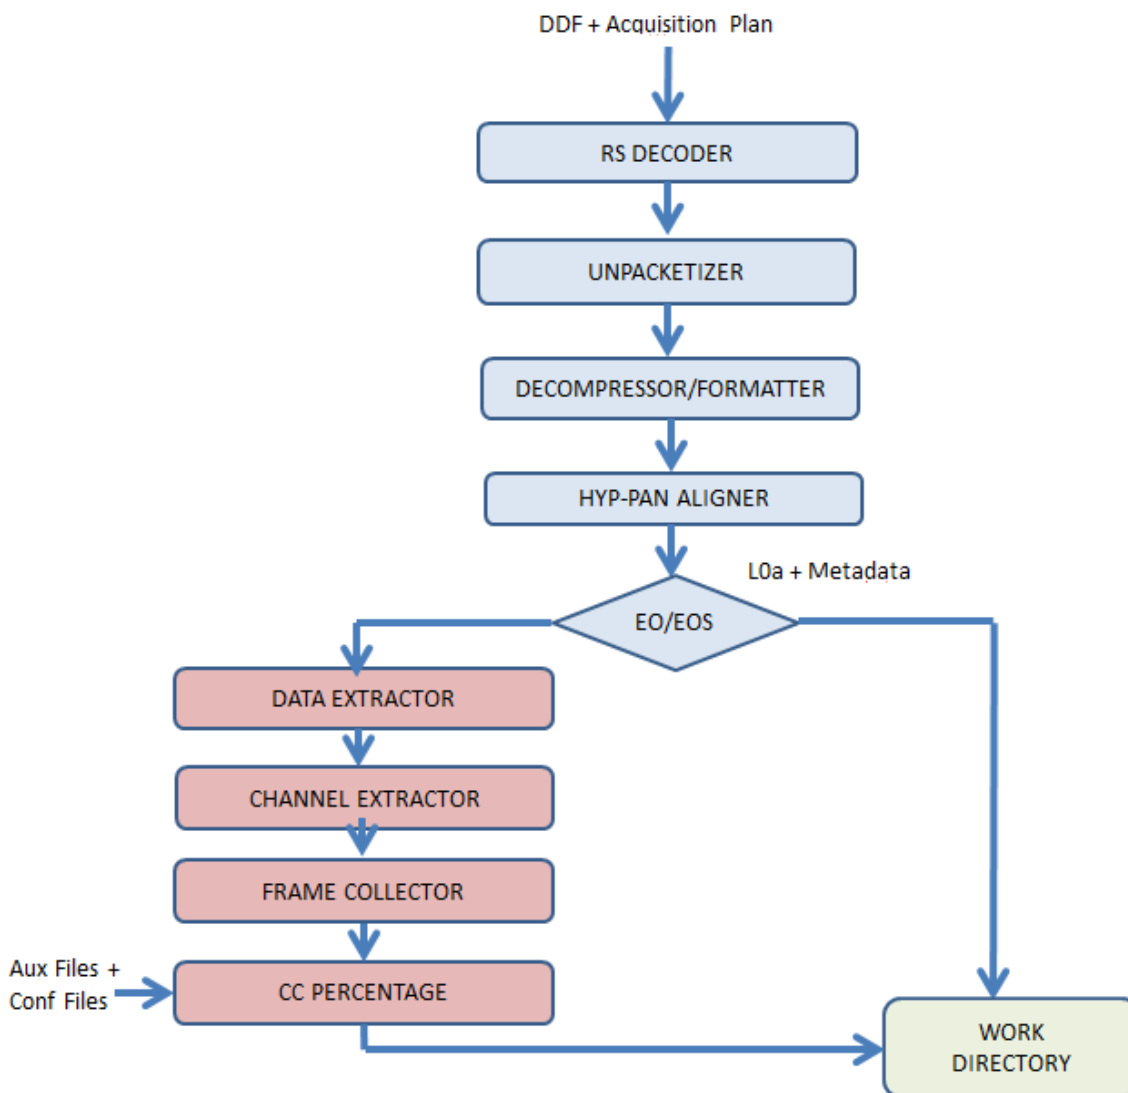 DDF + Acquisition Plan
RS DECODER
UNPACKETIZER
DECOMPRESSOR/FORMATTER
HYP-PAN ALIGNER
L0a + Metadata
EO/EOS
DATA EXTRACTOR
CHANNEL EXTRACTOR
FRAME COLLECTOR
Aux Files +
Conf Files
CC PERCENTAGE
WORK
DIRECTORY